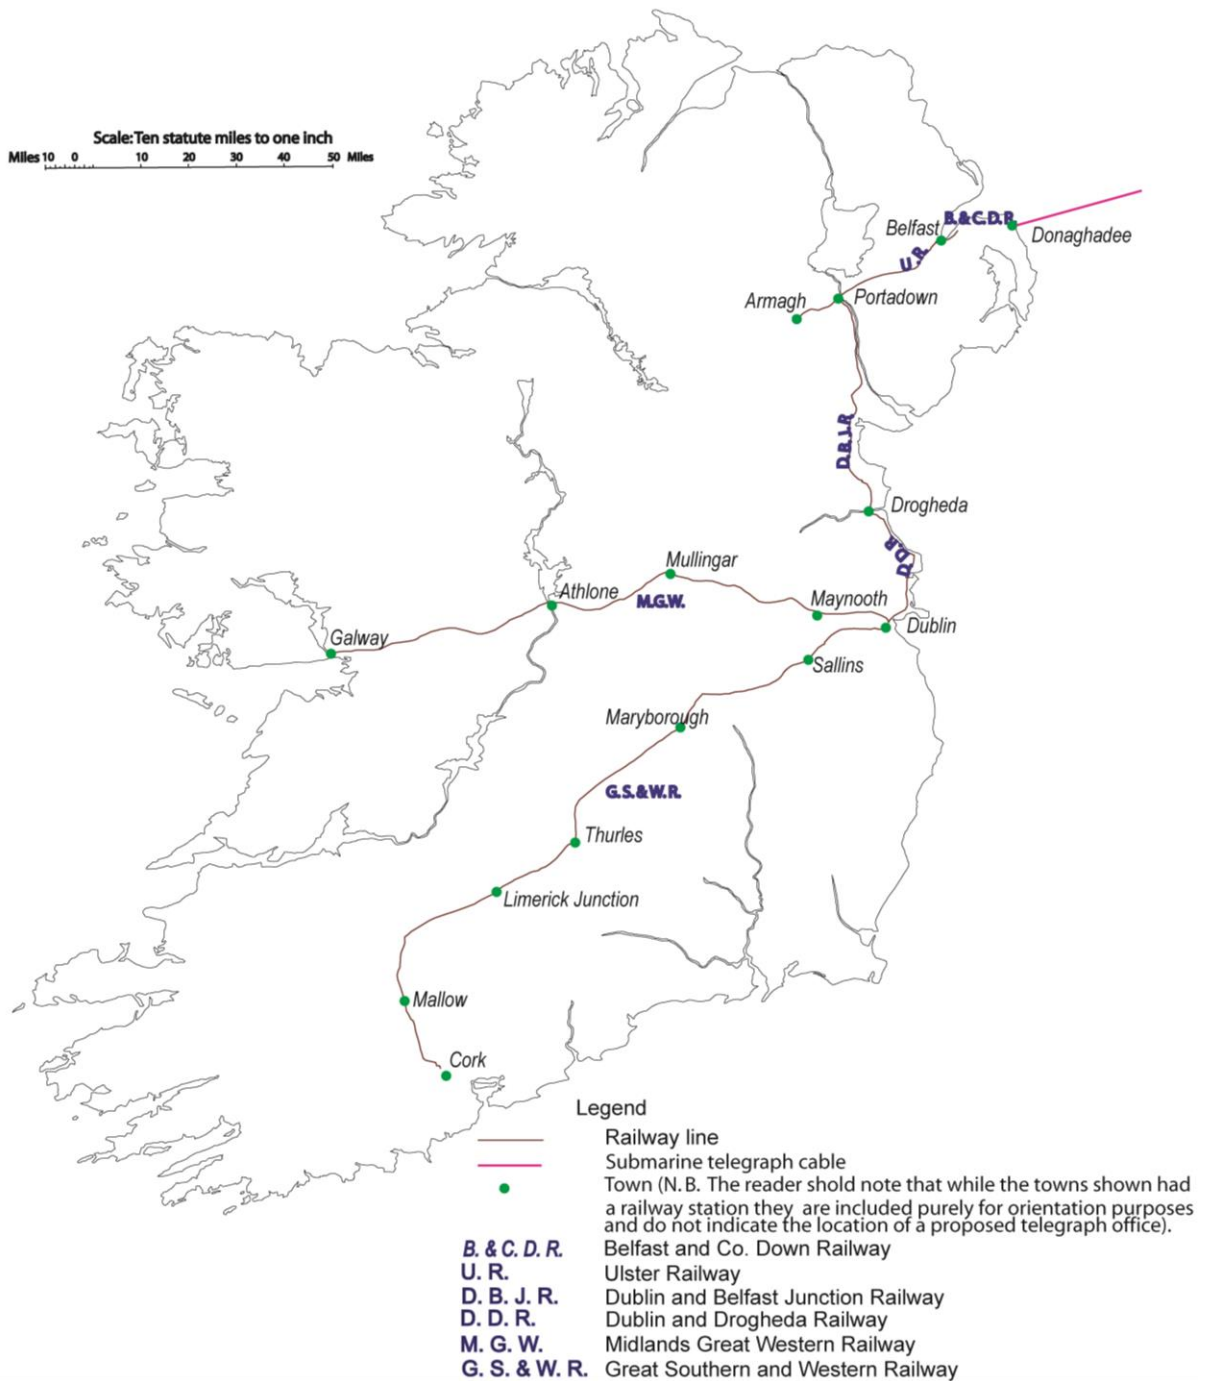 Scale:Ten statute miles to one inch
Miles 10 0 10 20 30 40 50 Miles
B.&C.D.R.
Belfast
Donaghadee
U.R.
Armagh
Portadown
D.B.J.R
Drogheda
D.D.R.
Mullingar
Athlone
M.G.W.
Maynooth
Galway
Dublin
Sallins
Maryborough
G.S.&W.R.
Thurles
Limerick Junction
Mallow
Cork
Legend
Railway line
Submarine telegraph cable
Town (N.B. The reader shold note that while the towns shown had
a railway station they are included purely for orientation purposes
and do not indicate the location of a proposed telegraph office).
B. & C. D. R. Belfast and Co. Down Railway
U. R. Ulster Railway
D. B. J. R. Dublin and Belfast Junction Railway
D. D. R. Dublin and Drogheda Railway
M. G. W. Midlands Great Western Railway
G. S. & W. R. Great Southern and Western Railway